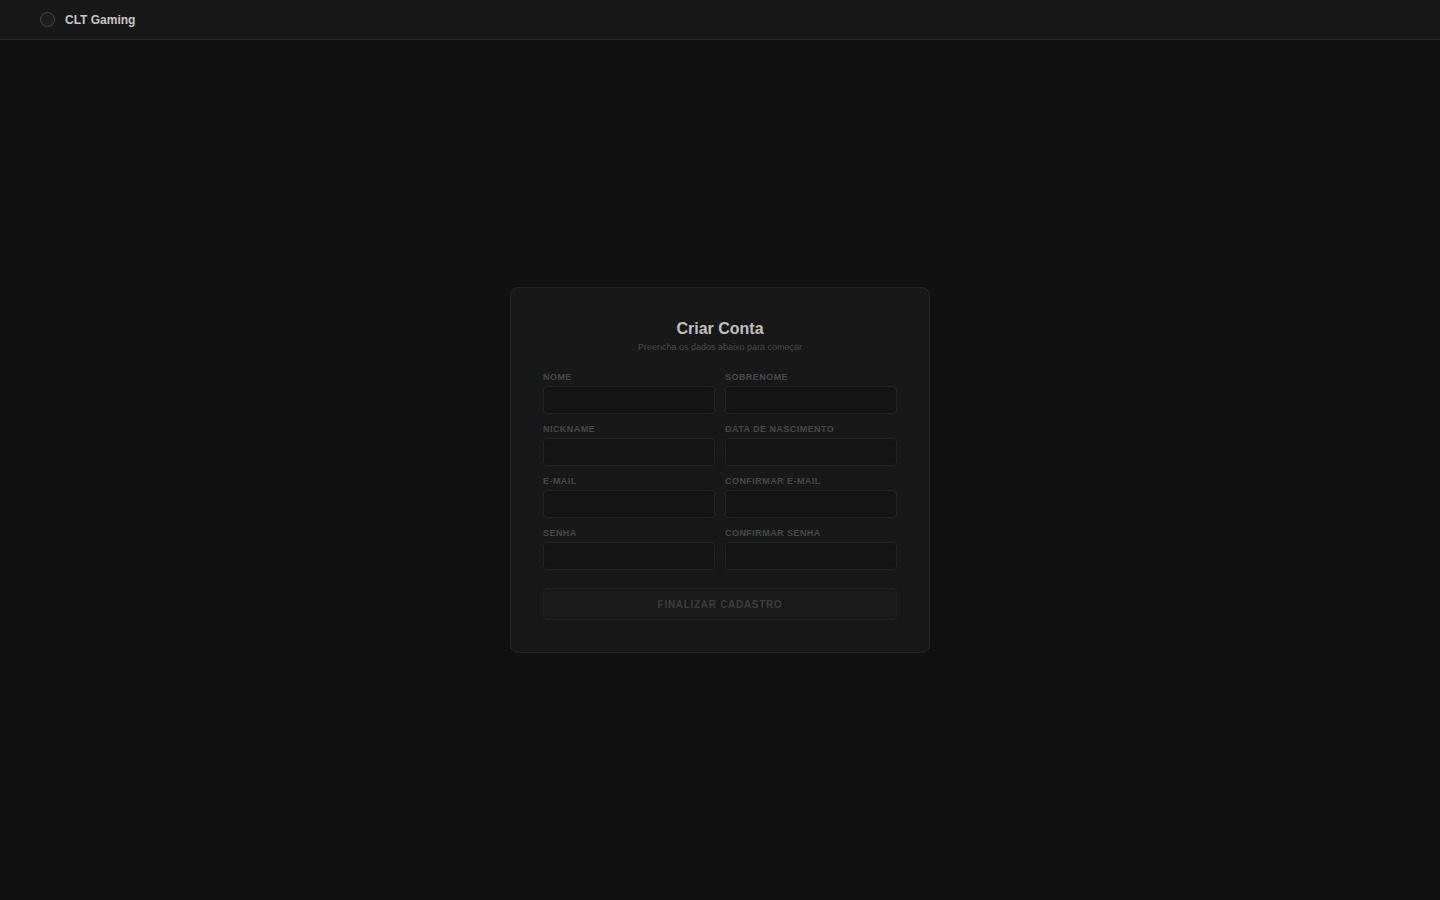 CLT Gaming
Criar Conta
Preencha os dados abaixo para começar
NOME
SOBRENOME
NICKNAME
DATA DE NASCIMENTO
E-MAIL
CONFIRMAR E-MAIL
SENHA
CONFIRMAR SENHA
FINALIZAR CADASTRO